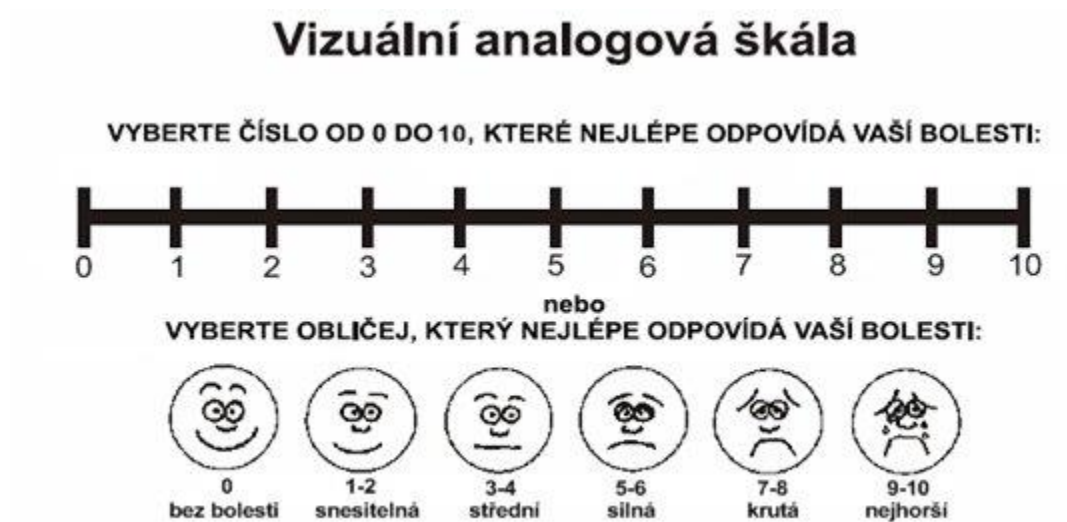 Vizuální analogová škála
VYBERTE ČÍSLO OD 0 DO 10, KTERÉ NEJLÉPE ODPOVÍDÁ VAŠÍ BOLESTI:
0 1 2 3 4 5 6 7 8 9 10
nebo
VYBERTE OBLIČEJ, KTERÝ NEJLÉPE ODPOVÍDÁ VAŠÍ BOLESTI:
0 1-2 3-4 5-6 7-8 9-10
bez bolesti snesitelná střední silná krutá nejhorší